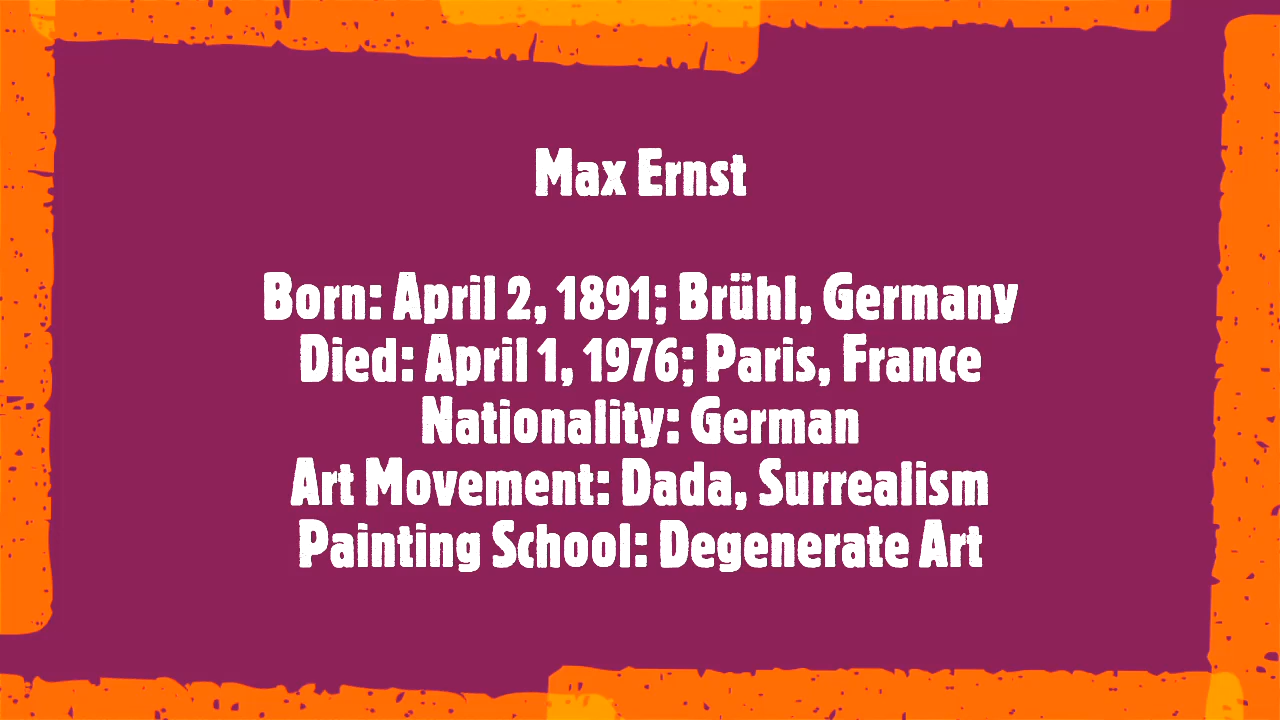 Max Ernst
Born: April 2, 1891; Brühl, Germany
Died: April 1, 1976; Paris, France
Nationality: German
Art Movement: Dada, Surrealism
Painting School: Degenerate Art